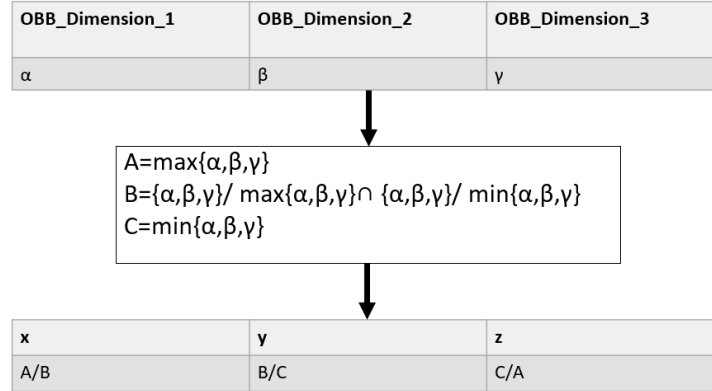 OBB_Dimension_1 OBB_Dimension_2 OBB_Dimension_3
α β γ
A=max{α,β,γ}
B={α,β,γ}/ max{α,β,γ}∩ {α,β,γ}/ min{α,β,γ}
C=min{α,β,γ}
x y z
A/B B/C C/A